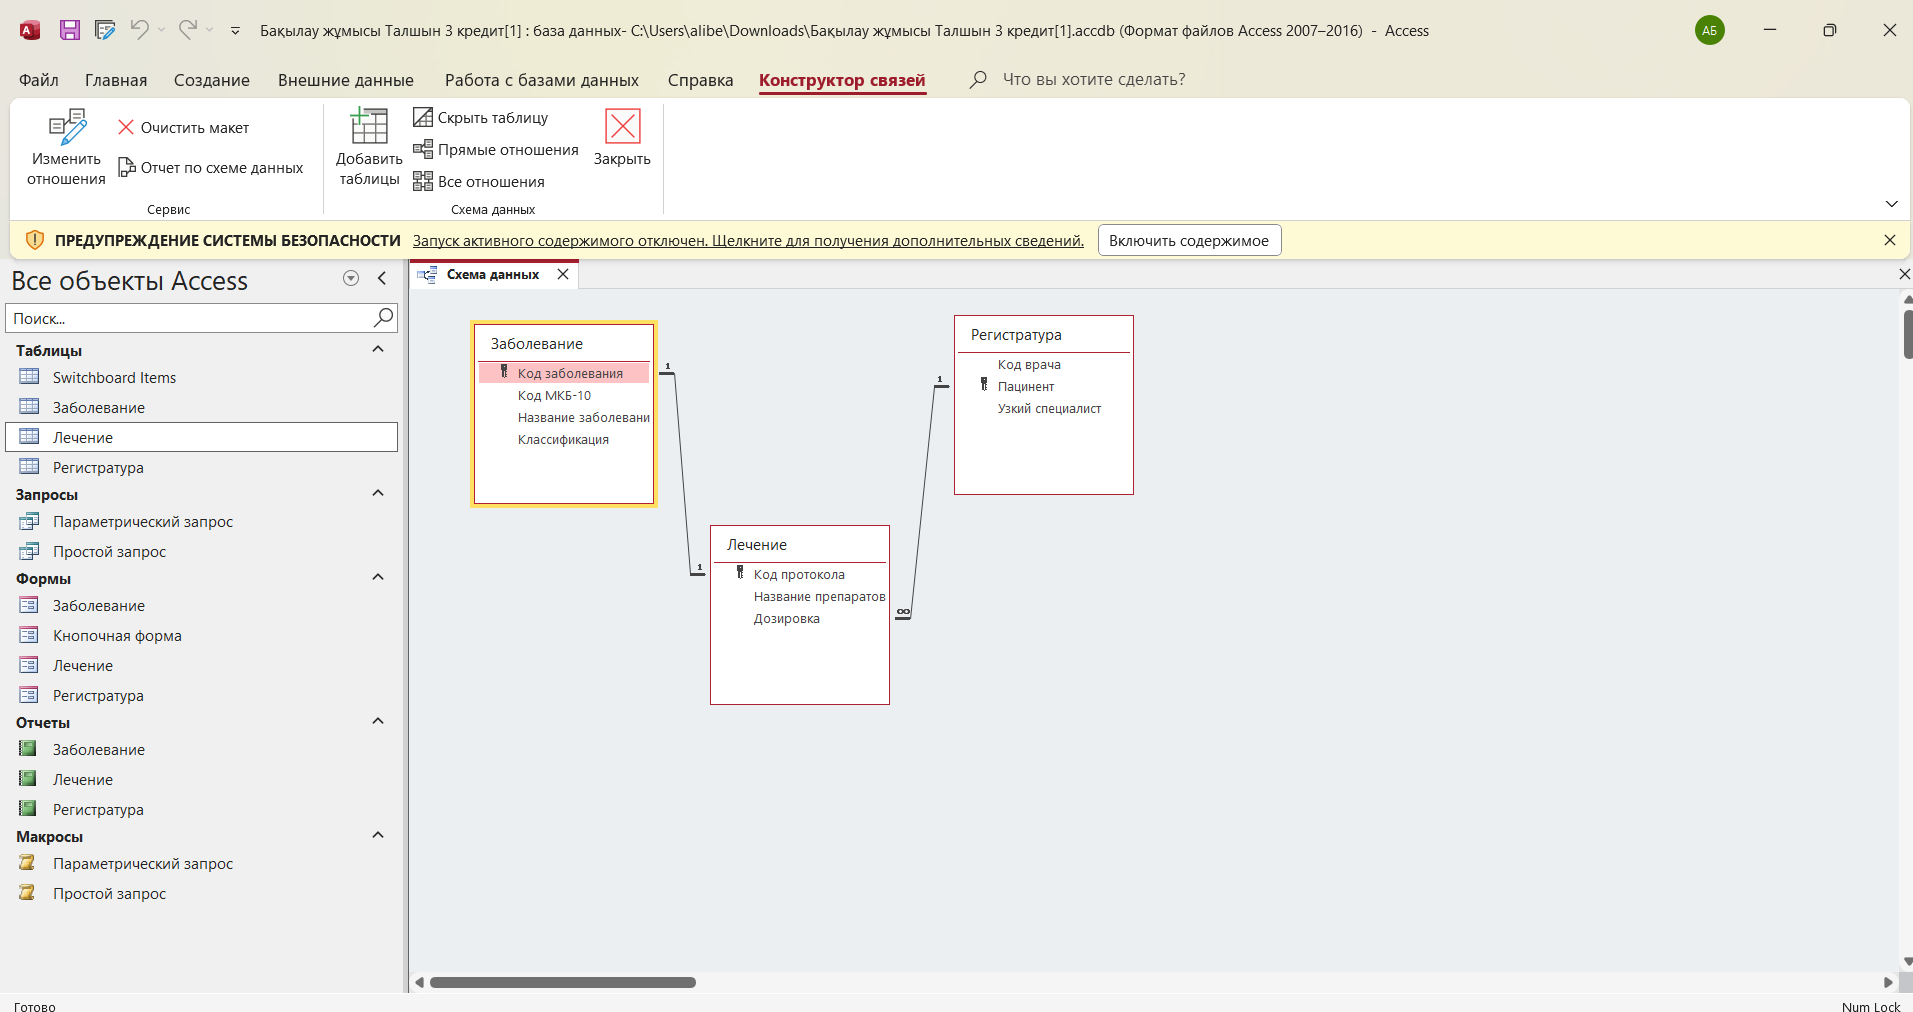 Бақылау жұмысы Талшын 3 кредит[1] : база данных- C:\Users\alibe\Downloads\Бақылау жұмысы Талшын 3 кредит[1].accdb (Формат файлов Access 2007–2016) - Access
АБ
Файл Главная Создание Внешние данные Работа с базами данных Справка Конструктор связей Что вы хотите сделать?
Изменить отношения
Очистить макет
Отчет по схеме данных
Сервис
Добавить таблицы
Скрыть таблицу
Прямые отношения
Все отношения
Закрыть
Схема данных
ПРЕДУПРЕЖДЕНИЕ СИСТЕМЫ БЕЗОПАСНОСТИ Запуск активного содержимого отключен. Щелкните для получения дополнительных сведений. Включить содержимое
Все объекты Access
Поиск...
Таблицы
Switchboard Items
Заболевание
Лечение
Регистратура
Запросы
Параметрический запрос
Простой запрос
Формы
Заболевание
Кнопочная форма
Лечение
Регистратура
Отчеты
Заболевание
Лечение
Регистратура
Макросы
Параметрический запрос
Простой запрос
Схема данных
Заболевание
Код заболевания
Код МКБ-10
Название заболевани
Классификация
1
1
Лечение
Код протокола
Название препаратов
Дозировка
∞
1
Регистратура
Код врача
Пацинент
Узкий специалист
Готово
Num Lock